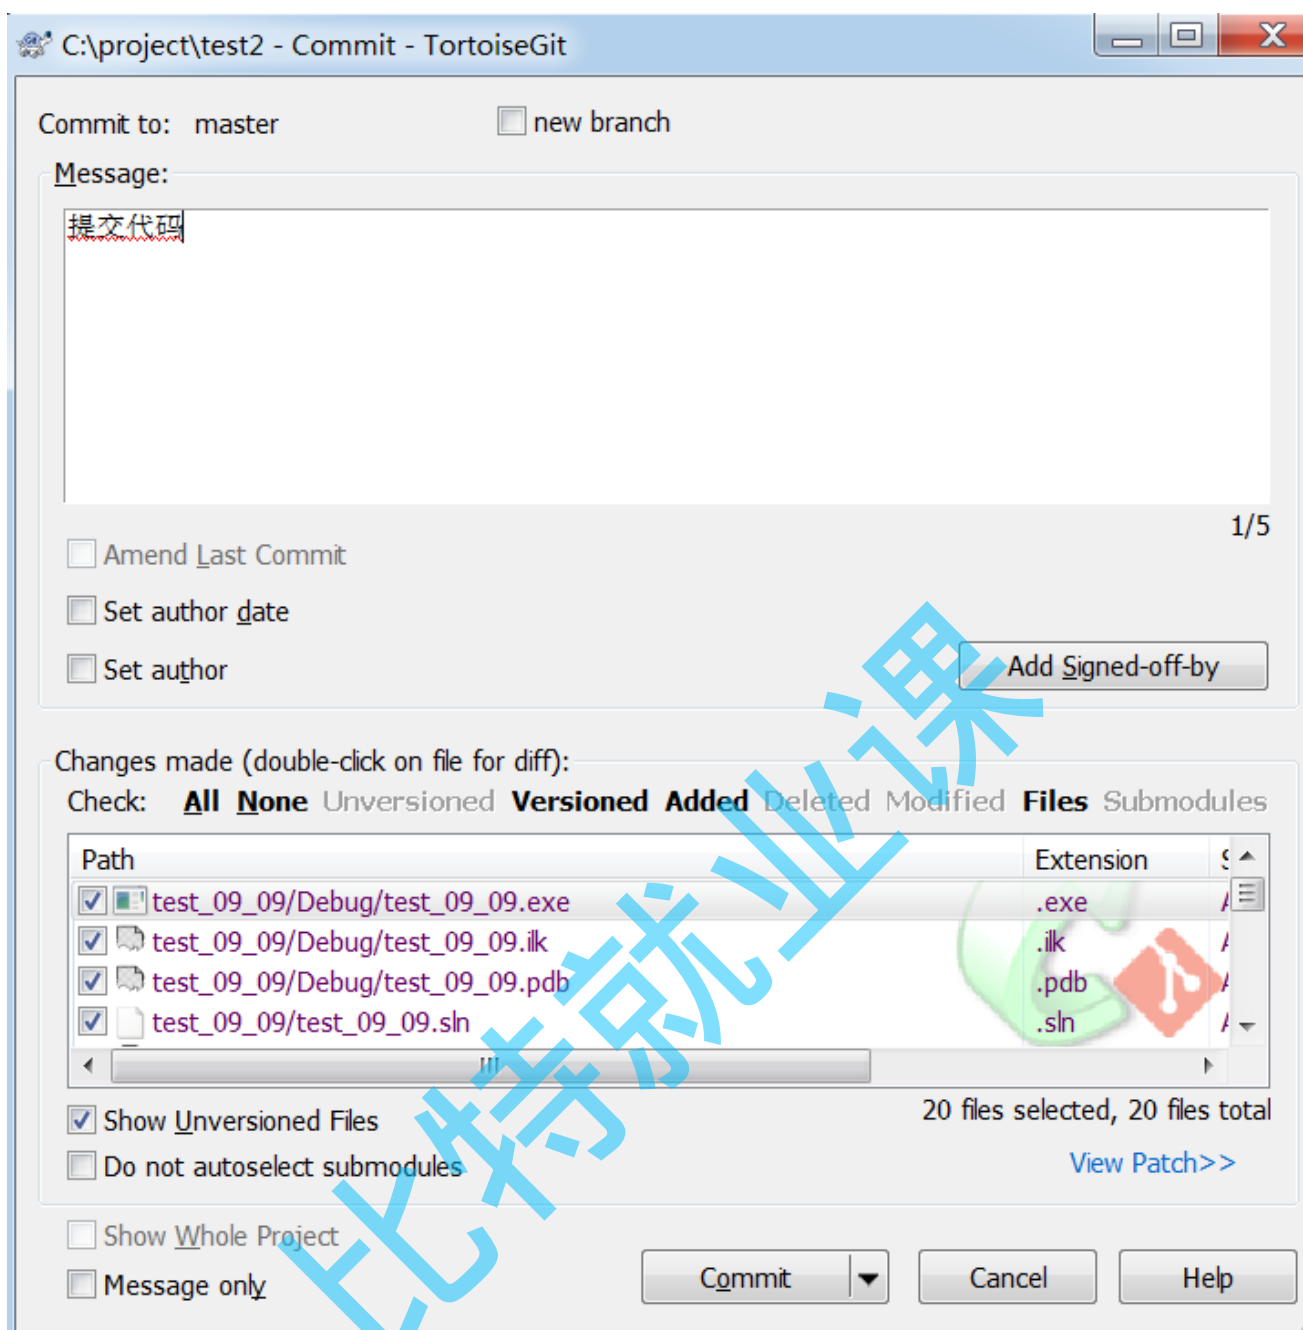 C:\project\test2 - Commit - TortoiseGit
Commit to: master new branch
Message:
提交代码
1/5
Amend Last Commit
Set author date
Set author
Add Signed-off-by
Changes made (double-click on file for diff):
Check: All None Unversioned Versioned Added Deleted Modified Files Submodules
Path Extension
test_09_09/Debug/test_09_09.exe .exe
test_09_09/Debug/test_09_09.ilk .ilk
test_09_09/Debug/test_09_09.pdb .pdb
test_09_09/test_09_09.sln .sln
Show Unversioned Files
20 files selected, 20 files total
Do not autoselect submodules
View Patch>>
Show Whole Project
Message only
Commit Cancel Help
比特就业课